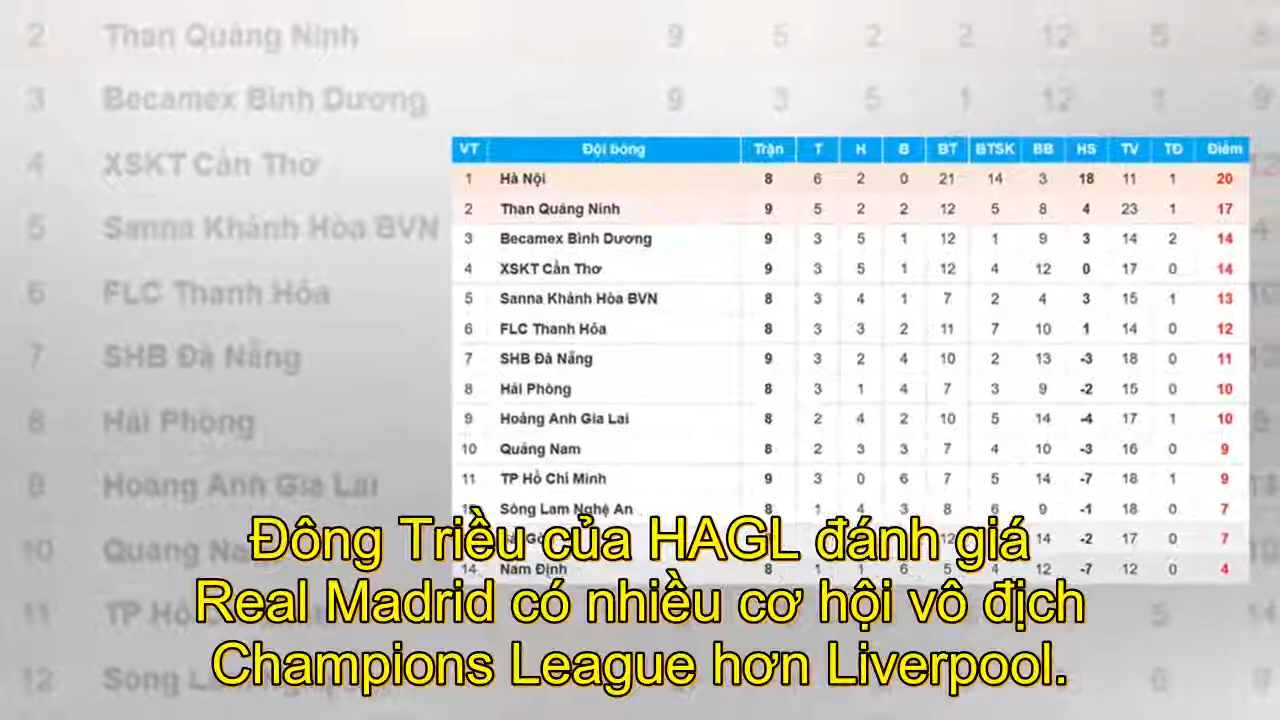 2 Than Quảng Ninh 9 5 2 2 12 5 8
3 Becamex Bình Dương 9 3 5 1 12 1 9
4 XSKT Cần Thơ
5 Sanna Khánh Hòa BVN
6 FLC Thanh Hóa
7 SHB Đà Nẵng
8 Hải Phòng
9 Hoàng Anh Gia Lai
10 Quảng
11 TP Hồ
12 Sông
VT Đội bóng Trận T H B BT BTSK BB HS TV TĐ Điểm
1 Hà Nội 8 6 2 0 21 14 3 18 11 1 20
2 Than Quảng Ninh 9 5 2 2 12 5 8 4 23 1 17
3 Becamex Bình Dương 9 3 5 1 12 1 9 3 14 2 14
4 XSKT Cần Thơ 9 3 5 1 12 4 12 0 17 0 14
5 Sanna Khánh Hòa BVN 8 3 4 1 7 2 4 3 15 1 13
6 FLC Thanh Hóa 8 3 3 2 11 7 10 1 14 0 12
7 SHB Đà Nẵng 9 3 2 4 10 2 13 -3 18 0 11
8 Hải Phòng 8 3 1 4 7 3 9 -2 15 0 10
9 Hoàng Anh Gia Lai 8 2 4 2 10 5 14 -4 17 1 10
10 Quảng Nam 8 2 3 3 7 4 10 -3 16 0 9
11 TP Hồ Chí Minh 9 3 0 6 7 5 14 -7 18 1 9
Sông Lam Nghệ An 8 1 4 3 8 6 9 -1 18 0 7
12 14 -2 17 0 7
14 Nam Định 8 1 1 6 5 4 12 -7 12 0 4
Đông Triều của HAGL đánh giá
Real Madrid có nhiều cơ hội vô địch
Champions League hơn Liverpool.